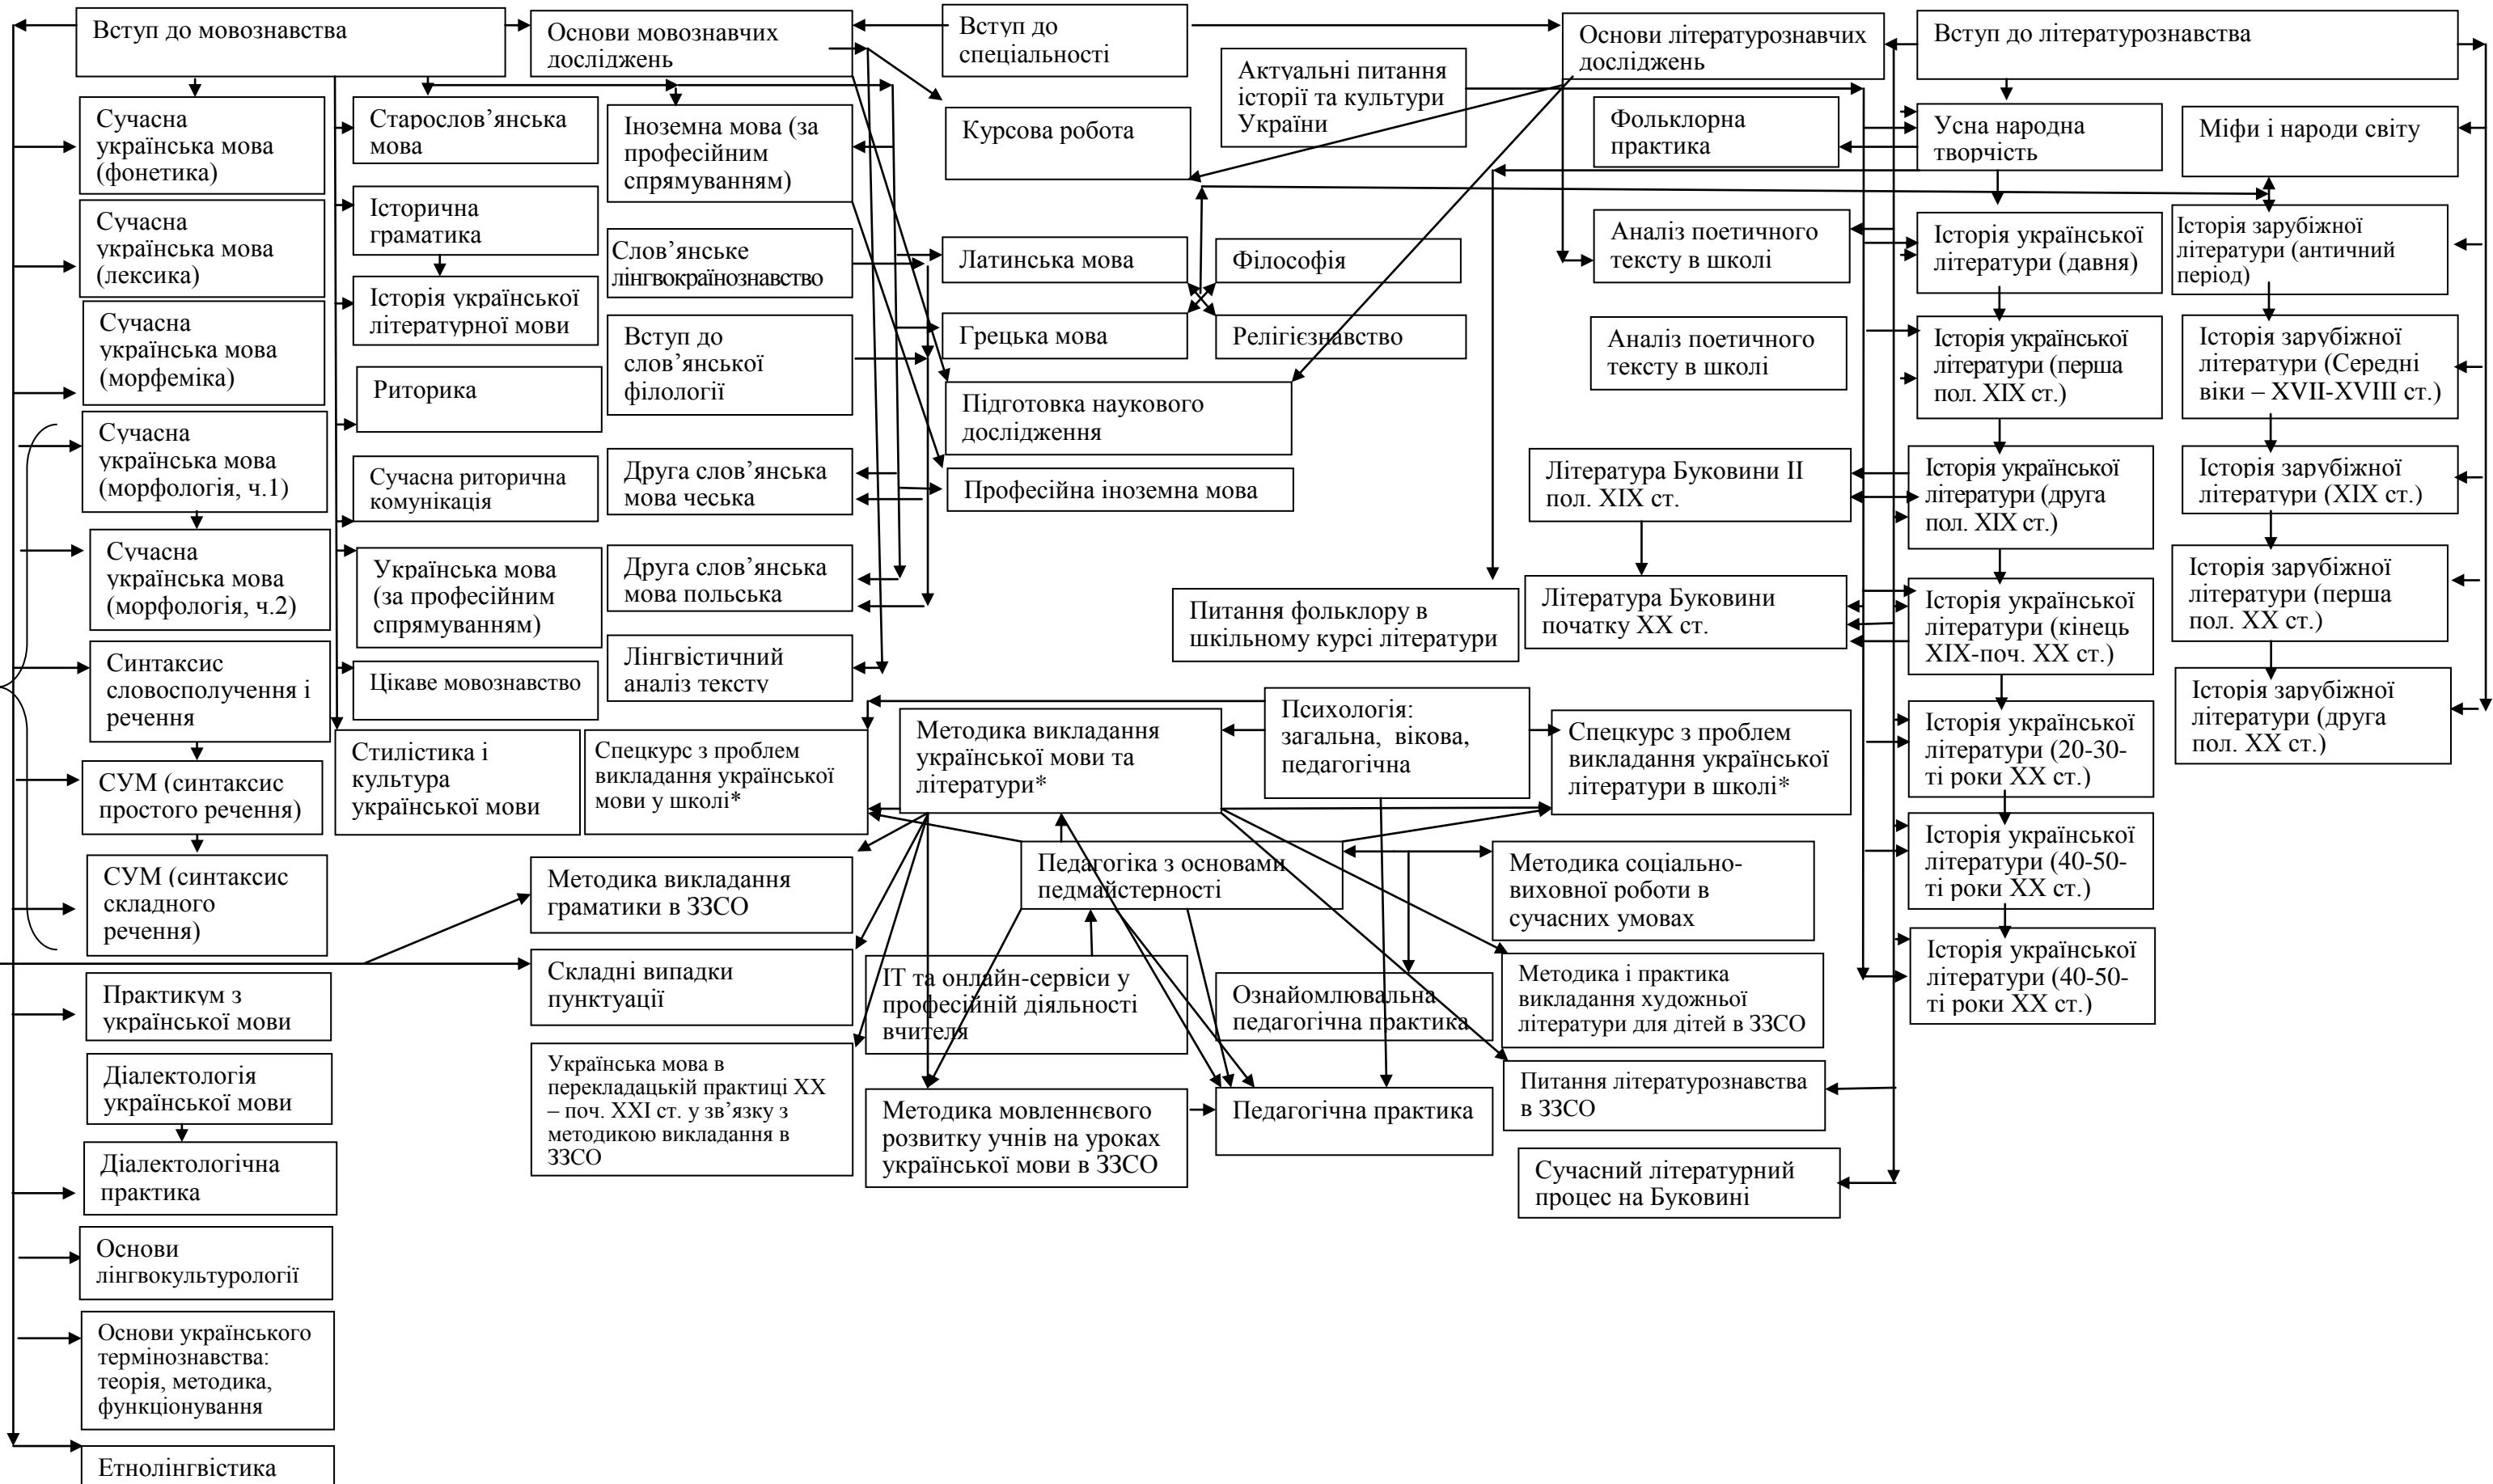 Вступ до мовознавства
Основи мовознавчих
досліджень
Вступ до
спеціальності
Основи літературознавчих
досліджень
Вступ до літературознавства
Актуальні питання
історії та культури
України
Сучасна
українська мова
(фонетика)
Старослов’янська
мова
Іноземна мова (за
професійним
спрямуванням)
Курсова робота
Фольклорна
практика
Усна народна
творчість
Міфи і народи світу
Сучасна
українська мова
(лексика)
Історична
граматика
Слов’янське
лінгвокраїнознавство
Латинська мова
Філософія
Аналіз поетичного
тексту в школі
Історія української
літератури (давня)
Історія зарубіжної
літератури (античний
період)
Сучасна
українська мова
(морфеміка)
Історія української
літературної мови
Вступ до
слов’янської
філології
Грецька мова
Релігієзнавство
Аналіз поетичного
тексту в школі
Історія української
літератури (перша
пол. ХІХ ст.)
Історія зарубіжної
літератури (Середні
віки – XVII-XVIII ст.)
Риторика
Підготовка наукового
дослідження
Сучасна
українська мова
(морфологія, ч.1)
Сучасна риторична
комунікація
Друга слов’янська
мова чеська
Професійна іноземна мова
Література Буковини ІІ
пол. ХІХ ст.
Історія української
літератури (друга
пол. ХІХ ст.)
Історія зарубіжної
літератури (ХІХ ст.)
Сучасна
українська мова
(морфологія, ч.2)
Українська мова
(за професійним
спрямуванням)
Друга слов’янська
мова польська
Питання фольклору в
шкільному курсі літератури
Література Буковини
початку ХХ ст.
Історія української
літератури (кінець
ХІХ-поч. ХХ ст.)
Історія зарубіжної
літератури (перша
пол. ХХ ст.)
Синтаксис
словосполучення і
речення
Цікаве мовознавство
Лінгвістичний
аналіз тексту
Історія зарубіжної
літератури (друга
пол. ХХ ст.)
СУМ (синтаксис
простого речення)
Стилістика і
культура
української мови
Спецкурс з проблем
викладання української
мови у школі*
Методика викладання
української мови та
літератури*
Психологія:
загальна, вікова,
педагогічна
Спецкурс з проблем
викладання української
літератури в школі*
Історія української
літератури (20-30-
ті роки ХХ ст.)
СУМ (синтаксис
складного
речення)
Методика викладання
граматики в ЗЗСО
Педагогіка з основами
педмайстерності
Методика соціально-
виховної роботи в
сучасних умовах
Історія української
літератури (40-50-
ті роки ХХ ст.)
Складні випадки
пунктуації
ІТ та онлайн-сервіси у
професійній діяльності
вчителя
Ознайомлювальна
педагогічна практика
Методика і практика
викладання художньої
літератури для дітей в ЗЗСО
Історія української
літератури (40-50-
ті роки ХХ ст.)
Практикум з
української мови
Діалектологія
української мови
Українська мова в
перекладацькій практиці ХХ
– поч. ХХІ ст. у зв’язку з
методикою викладання в
ЗЗСО
Методика мовленнєвого
розвитку учнів на уроках
української мови в ЗЗСО
Педагогічна практика
Питання літературознавства
в ЗЗСО
Діалектологічна
практика
Сучасний літературний
процес на Буковині
Основи
лінгвокультурології
Основи українського
термінознавства:
теорія, методика,
функціонування
Етнолінгвістика